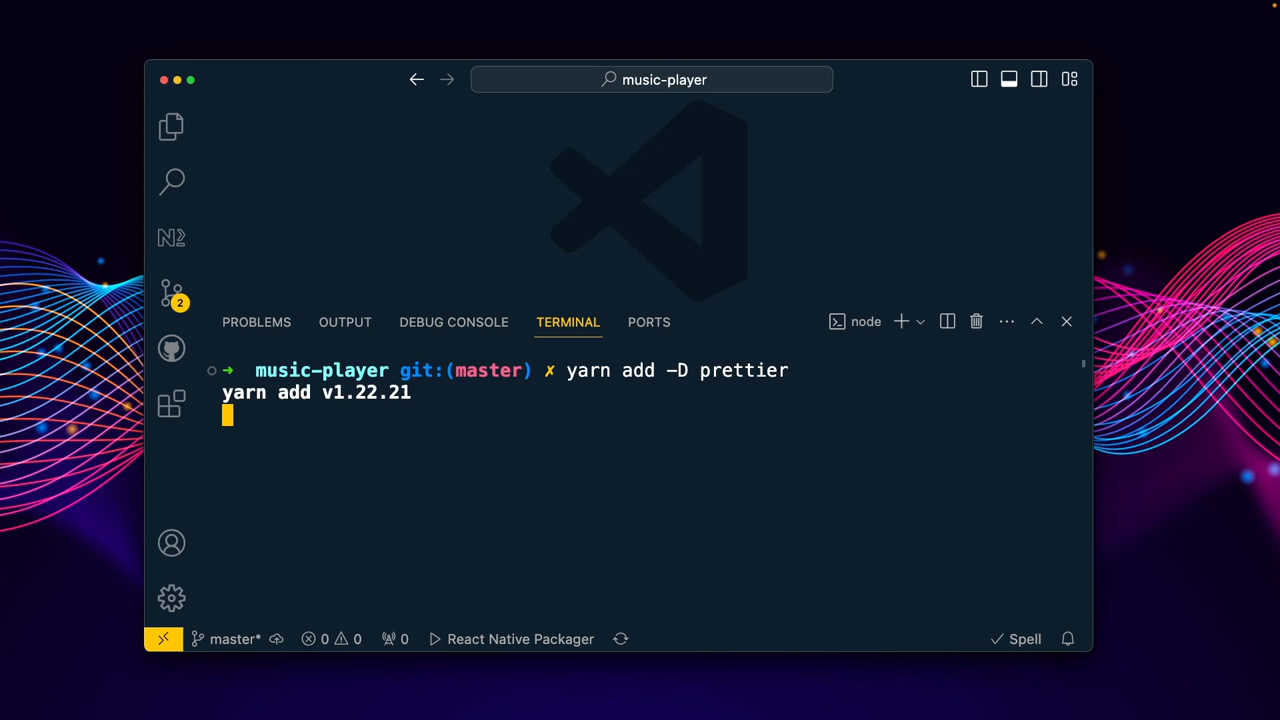 music-player
2
PROBLEMS OUTPUT DEBUG CONSOLE TERMINAL PORTS node
➜ music-player git:(master) ✗ yarn add -D prettier
yarn add v1.22.21
master* 0 0 0 React Native Packager Spell